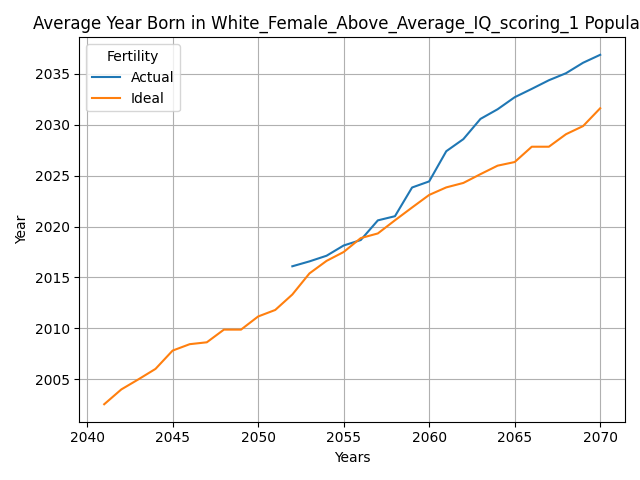 Average Year Born in White_Female_Above_Average_IQ_scoring_1 Popula
Fertility
Actual
Ideal
2035
2030
2025
2020
2015
2010
2005
Year
2040 2045 2050 2055 2060 2065 2070
Years